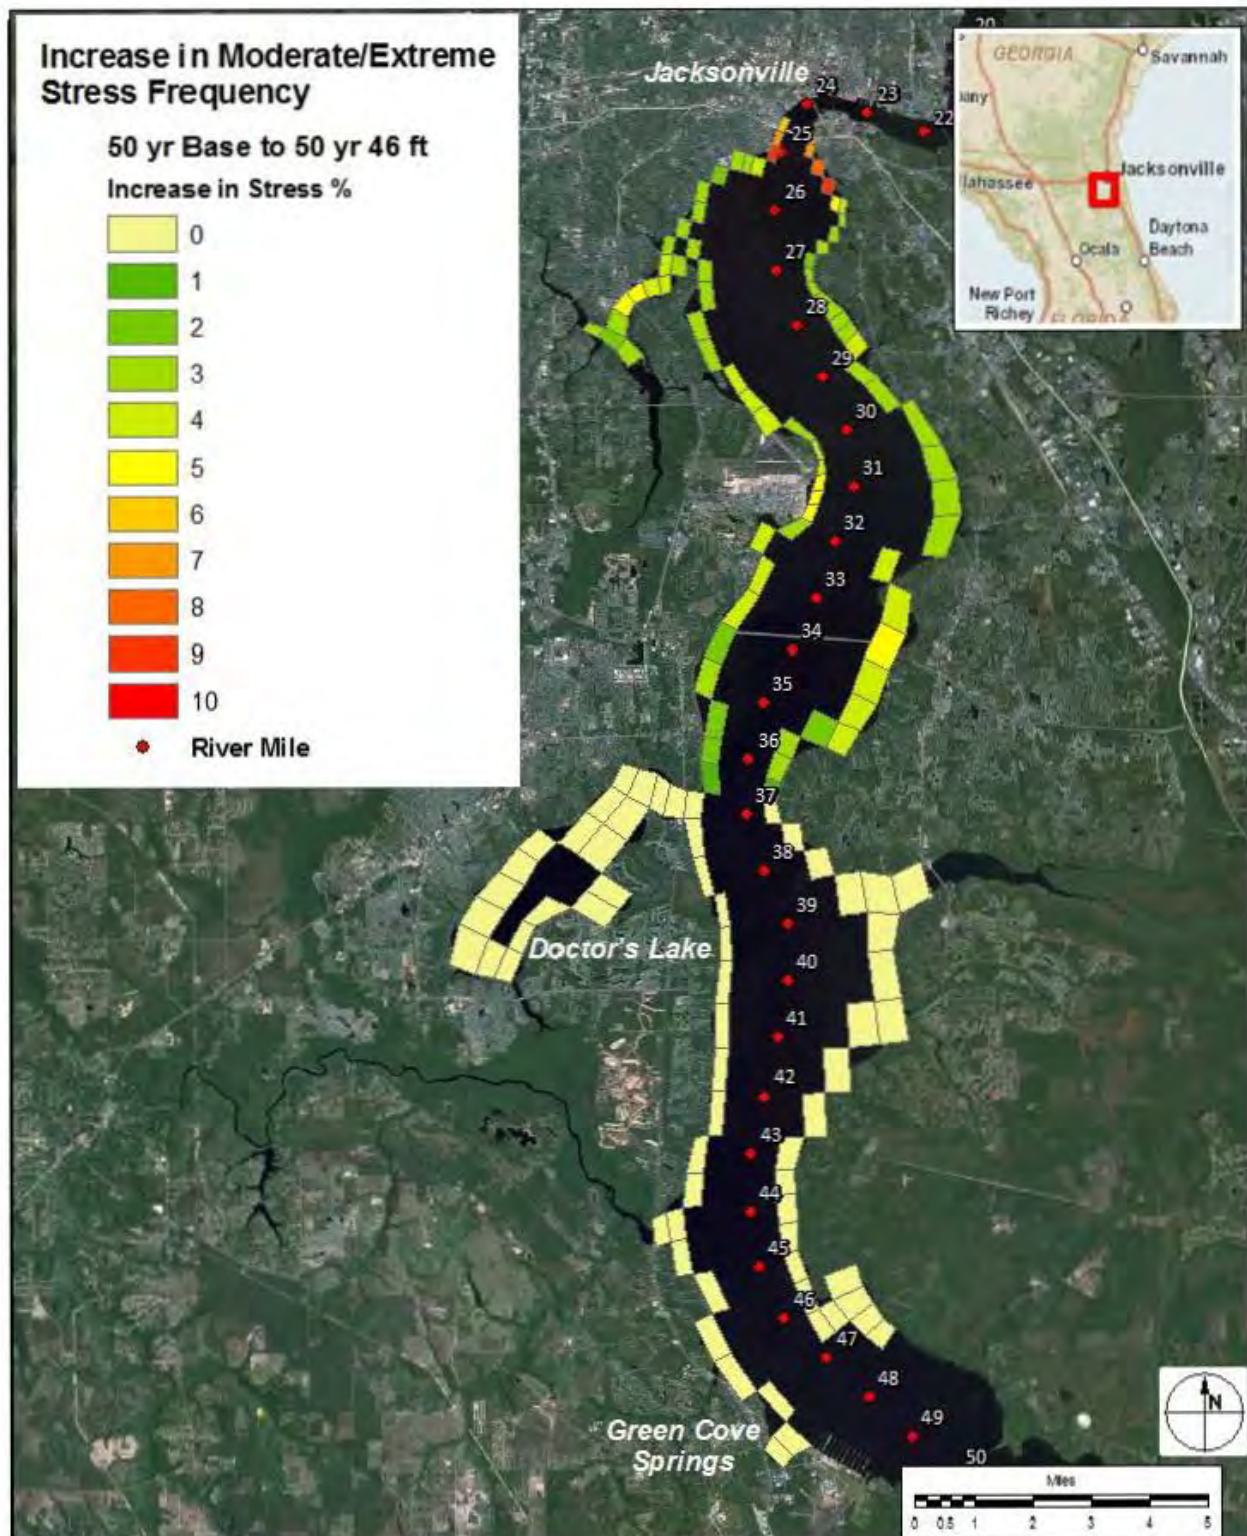 Increase in Moderate/Extreme
Stress Frequency
50 yr Base to 50 yr 46 ft
Increase in Stress %
0
1
2
3
4
5
6
7
8
9
10
River Mile
Jacksonville
20
24
23
22
25
26
27
28
29
30
31
32
33
34
35
36
37
38
39
40
41
42
43
44
45
46
47
48
49
50
Doctor's Lake
Green Cove
Springs
GEORGIA
Savannah
any
Jacksonville
llahassee
Daytona
Beach
Ocala
New Port
Richey
FLORIDA
N
Miles
0 0.5 1 2 3 4 5